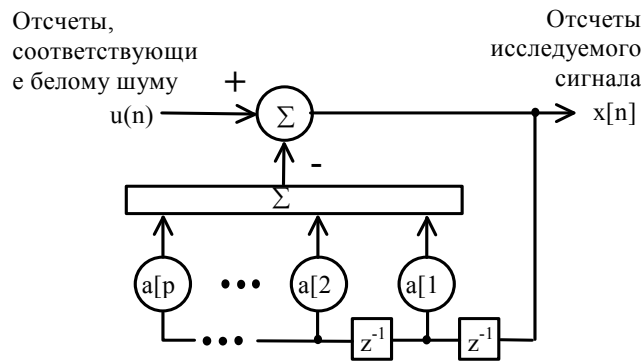 Отсчеты,
соответствующи
е белому шуму
u(n)
Отсчеты
исследуемого
сигнала
x[n]
+
Σ
-
Σ
a[p
•••
a[2
a[1
•••
z⁻¹
z⁻¹